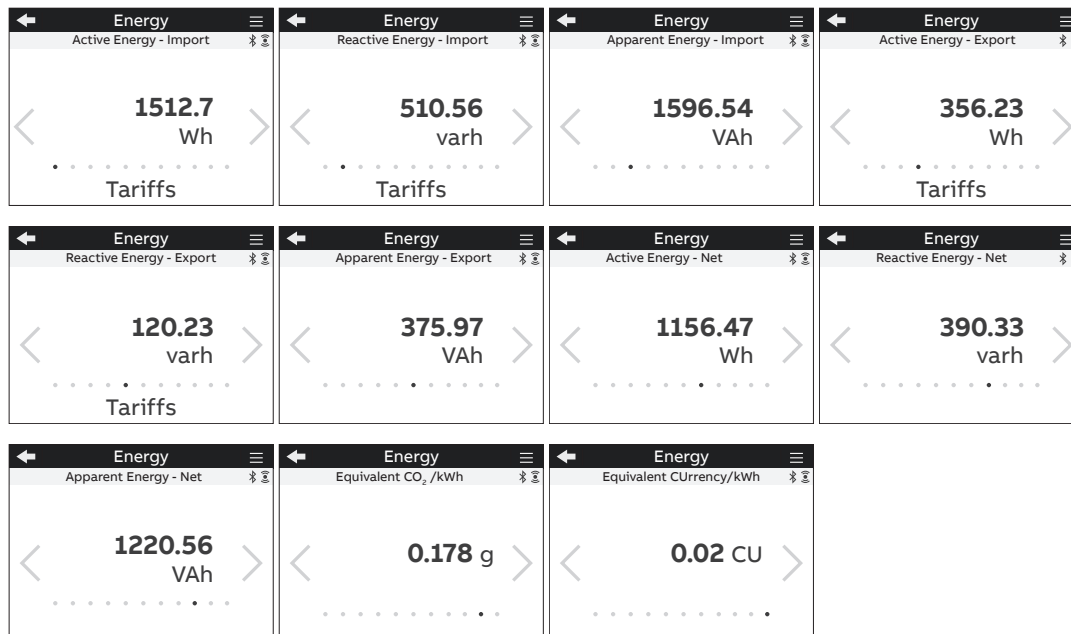 Energy
Active Energy - Import
1512.7
Wh
Tariffs
Energy
Reactive Energy - Import
510.56
varh
Tariffs
Energy
Apparent Energy - Import
1596.54
VAh
Energy
Active Energy - Export
356.23
Wh
Tariffs
Energy
Reactive Energy - Export
120.23
varh
Tariffs
Energy
Apparent Energy - Export
375.97
VAh
Energy
Active Energy - Net
1156.47
Wh
Energy
Reactive Energy - Net
390.33
varh
Energy
Apparent Energy - Net
1220.56
VAh
Energy
Equivalent CO₂ /kWh
0.178 g
Energy
Equivalent CUrrency/kWh
0.02 CU